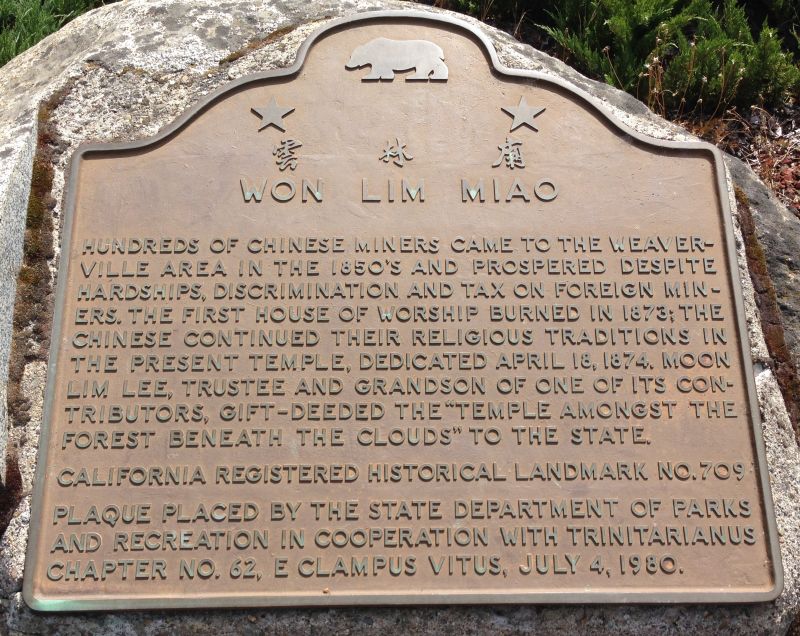 雲林廟
WON LIM MIAO
HUNDREDS OF CHINESE MINERS CAME TO THE WEAVER-
VILLE AREA IN THE 1850'S AND PROSPERED DESPITE
HARDSHIPS, DISCRIMINATION AND TAX ON FOREIGN MIN-
ERS. THE FIRST HOUSE OF WORSHIP BURNED IN 1873; THE
CHINESE CONTINUED THEIR RELIGIOUS TRADITIONS IN
THE PRESENT TEMPLE, DEDICATED APRIL 18, 1874. MOON
LIM LEE, TRUSTEE AND GRANDSON OF ONE OF ITS CON-
TRIBUTORS, GIFT-DEEDED THE "TEMPLE AMONGST THE
FOREST BENEATH THE CLOUDS" TO THE STATE.
CALIFORNIA REGISTERED HISTORICAL LANDMARK NO. 709
PLAQUE PLACED BY THE STATE DEPARTMENT OF PARKS
AND RECREATION IN COOPERATION WITH TRINITARIANUS
CHAPTER NO. 62, E CLAMPUS VITUS, JULY 4, 1980.